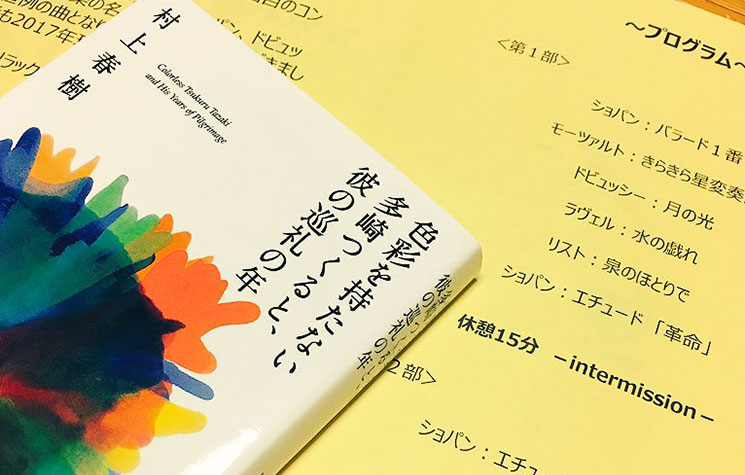 村上春樹
Colorless Tsukuru Tazaki
and His Years of Pilgrimage
色彩を持たない
多崎つくると、
彼の巡礼の年
～プログラム～
<第１部>
ショパン：バラード１番
モーツァルト：きらきら星変奏
ドビュッシー：月の光
ラヴェル：水の戯れ
リスト：泉のほとりで
ショパン：エチュード「革命」
休憩15分 －intermission－
２部>
ショパン：エチュ